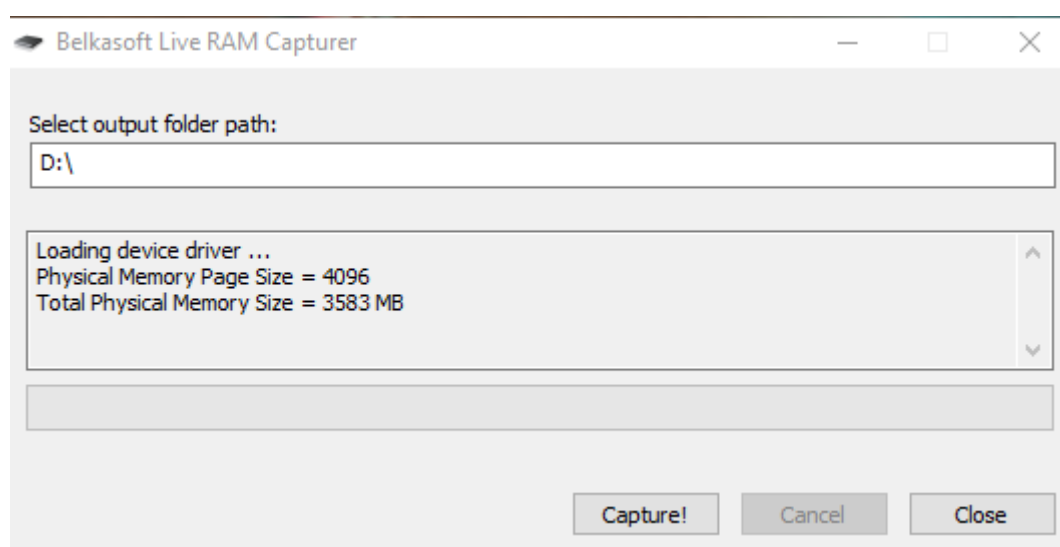 Belkasoft Live RAM Capturer
Select output folder path:
D:\
Loading device driver ...
Physical Memory Page Size = 4096
Total Physical Memory Size = 3583 MB
Capture!
Cancel
Close